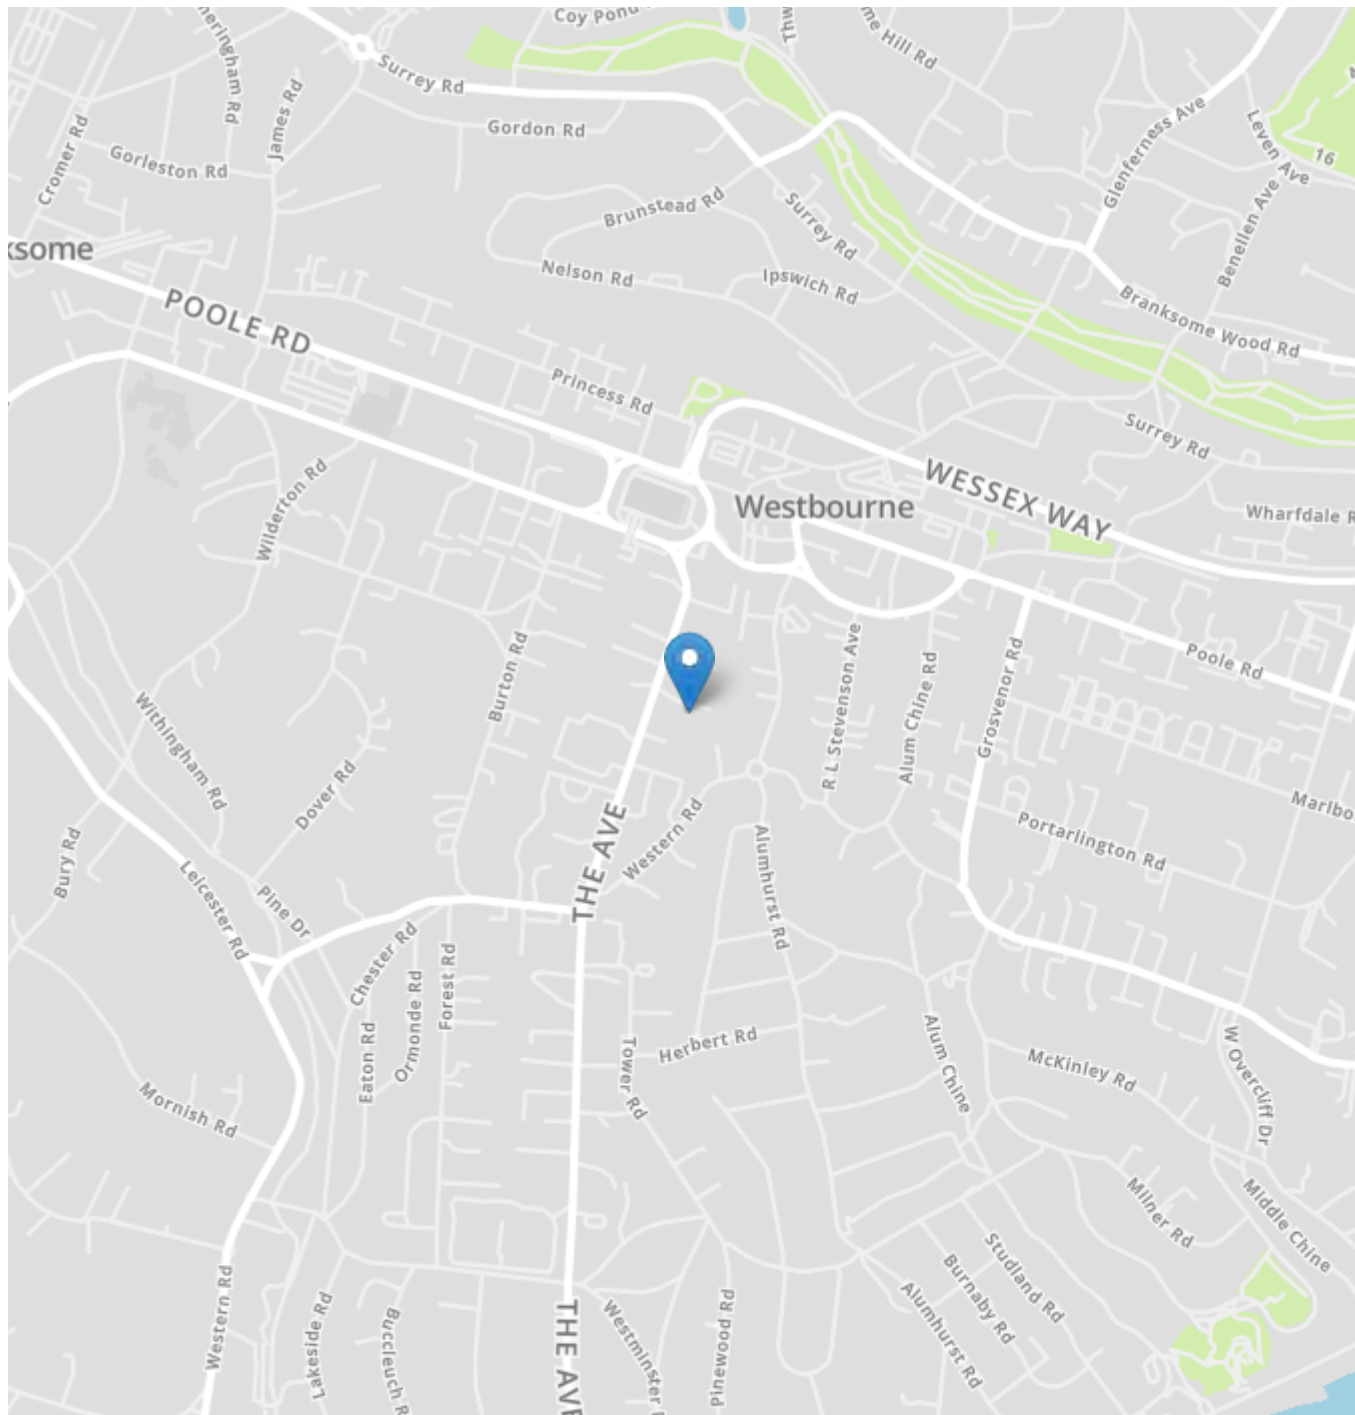 Coy Pond
Surrey Rd
James Rd
Cromer Rd
Gorleston Rd
Gordon Rd
Glenferness Ave
Leven Ave
16
Benellen Ave
Brunstead Rd
Surrey Rd
Nelson Rd
Ipswich Rd
Branksome Wood Rd
POOLE RD
Princess Rd
Surrey Rd
Westbourne
WESSEX WAY
Wilderton Rd
Burton Rd
R L Stevenson Ave
Alum Chine Rd
Grosvenor Rd
Poole Rd
Withingham Rd
Dover Rd
THE AVE
Western Rd
Portarlington Rd
Bury Rd
Leicester Rd
Pine Dr
Alumhurst Rd
Chester Rd
Ormonde Rd
Forest Rd
Eaton Rd
Tower Rd
Herbert Rd
Alum Chine
McKinley Rd
W Overcliff Dr
Mornish Rd
Milner Rd
Middle Chine
Studland Rd
Burnaby Rd
Alumhurst Rd
Western Rd
Lakeside Rd
Buccleuch R
THE AVE
Westminster
Pinewood Rd